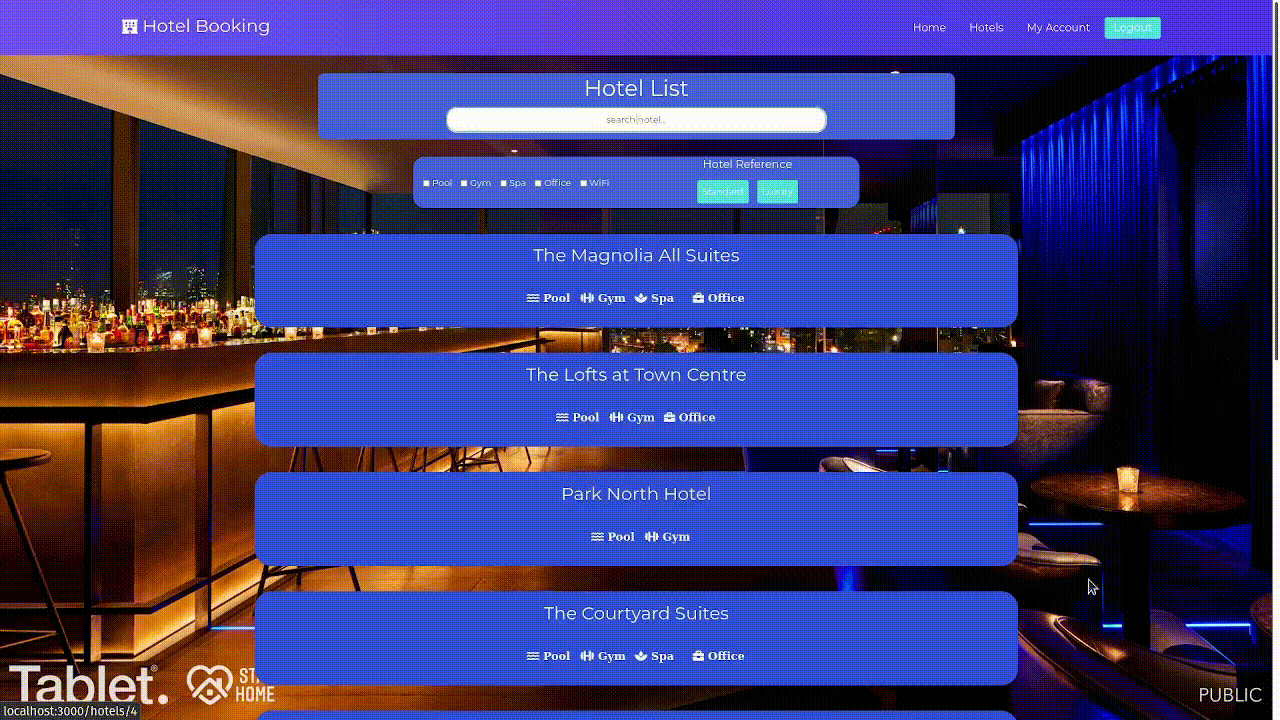 Hotel Booking
Home Hotels My Account Logout
Hotel List
search hotel...
Pool Gym Spa Office WiFi
Hotel Reference
Standard Luxury
The Magnolia All Suites
Pool Gym Spa Office
The Lofts at Town Centre
Pool Gym Office
Park North Hotel
Pool Gym
The Courtyard Suites
Pool Gym Spa Office
Tablet.®
HOME
PUBLIC
localhost:3000/hotels/4